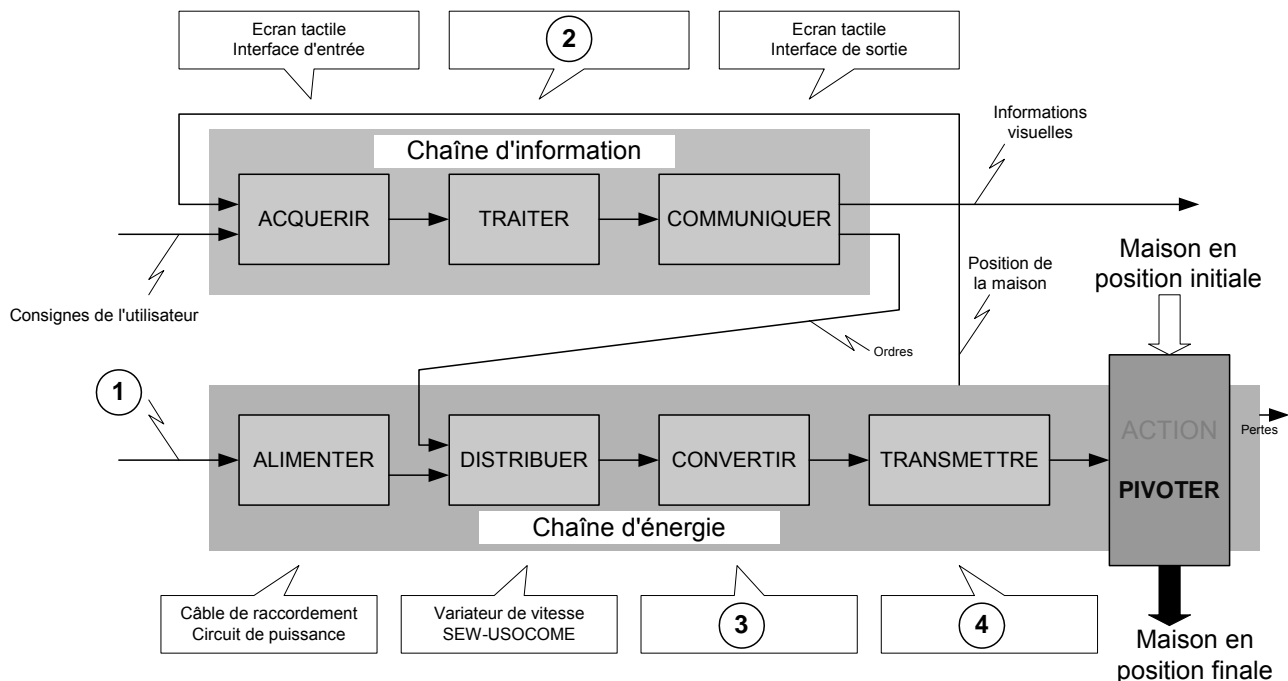 Ecran tactile
Interface d'entrée
2
Ecran tactile
Interface de sortie
Informations
visuelles
Chaîne d'information
ACQUERIR
TRAITER
COMMUNIQUER
Consignes de l'utilisateur
Position de
la maison
Maison en
position initiale
Ordres
1
ALIMENTER
DISTRIBUER
CONVERTIR
TRANSMETTRE
ACTION
PIVOTER
Pertes
Chaîne d'énergie
Câble de raccordement
Circuit de puissance
Variateur de vitesse
SEW-USOCOME
3
4
Maison en
position finale